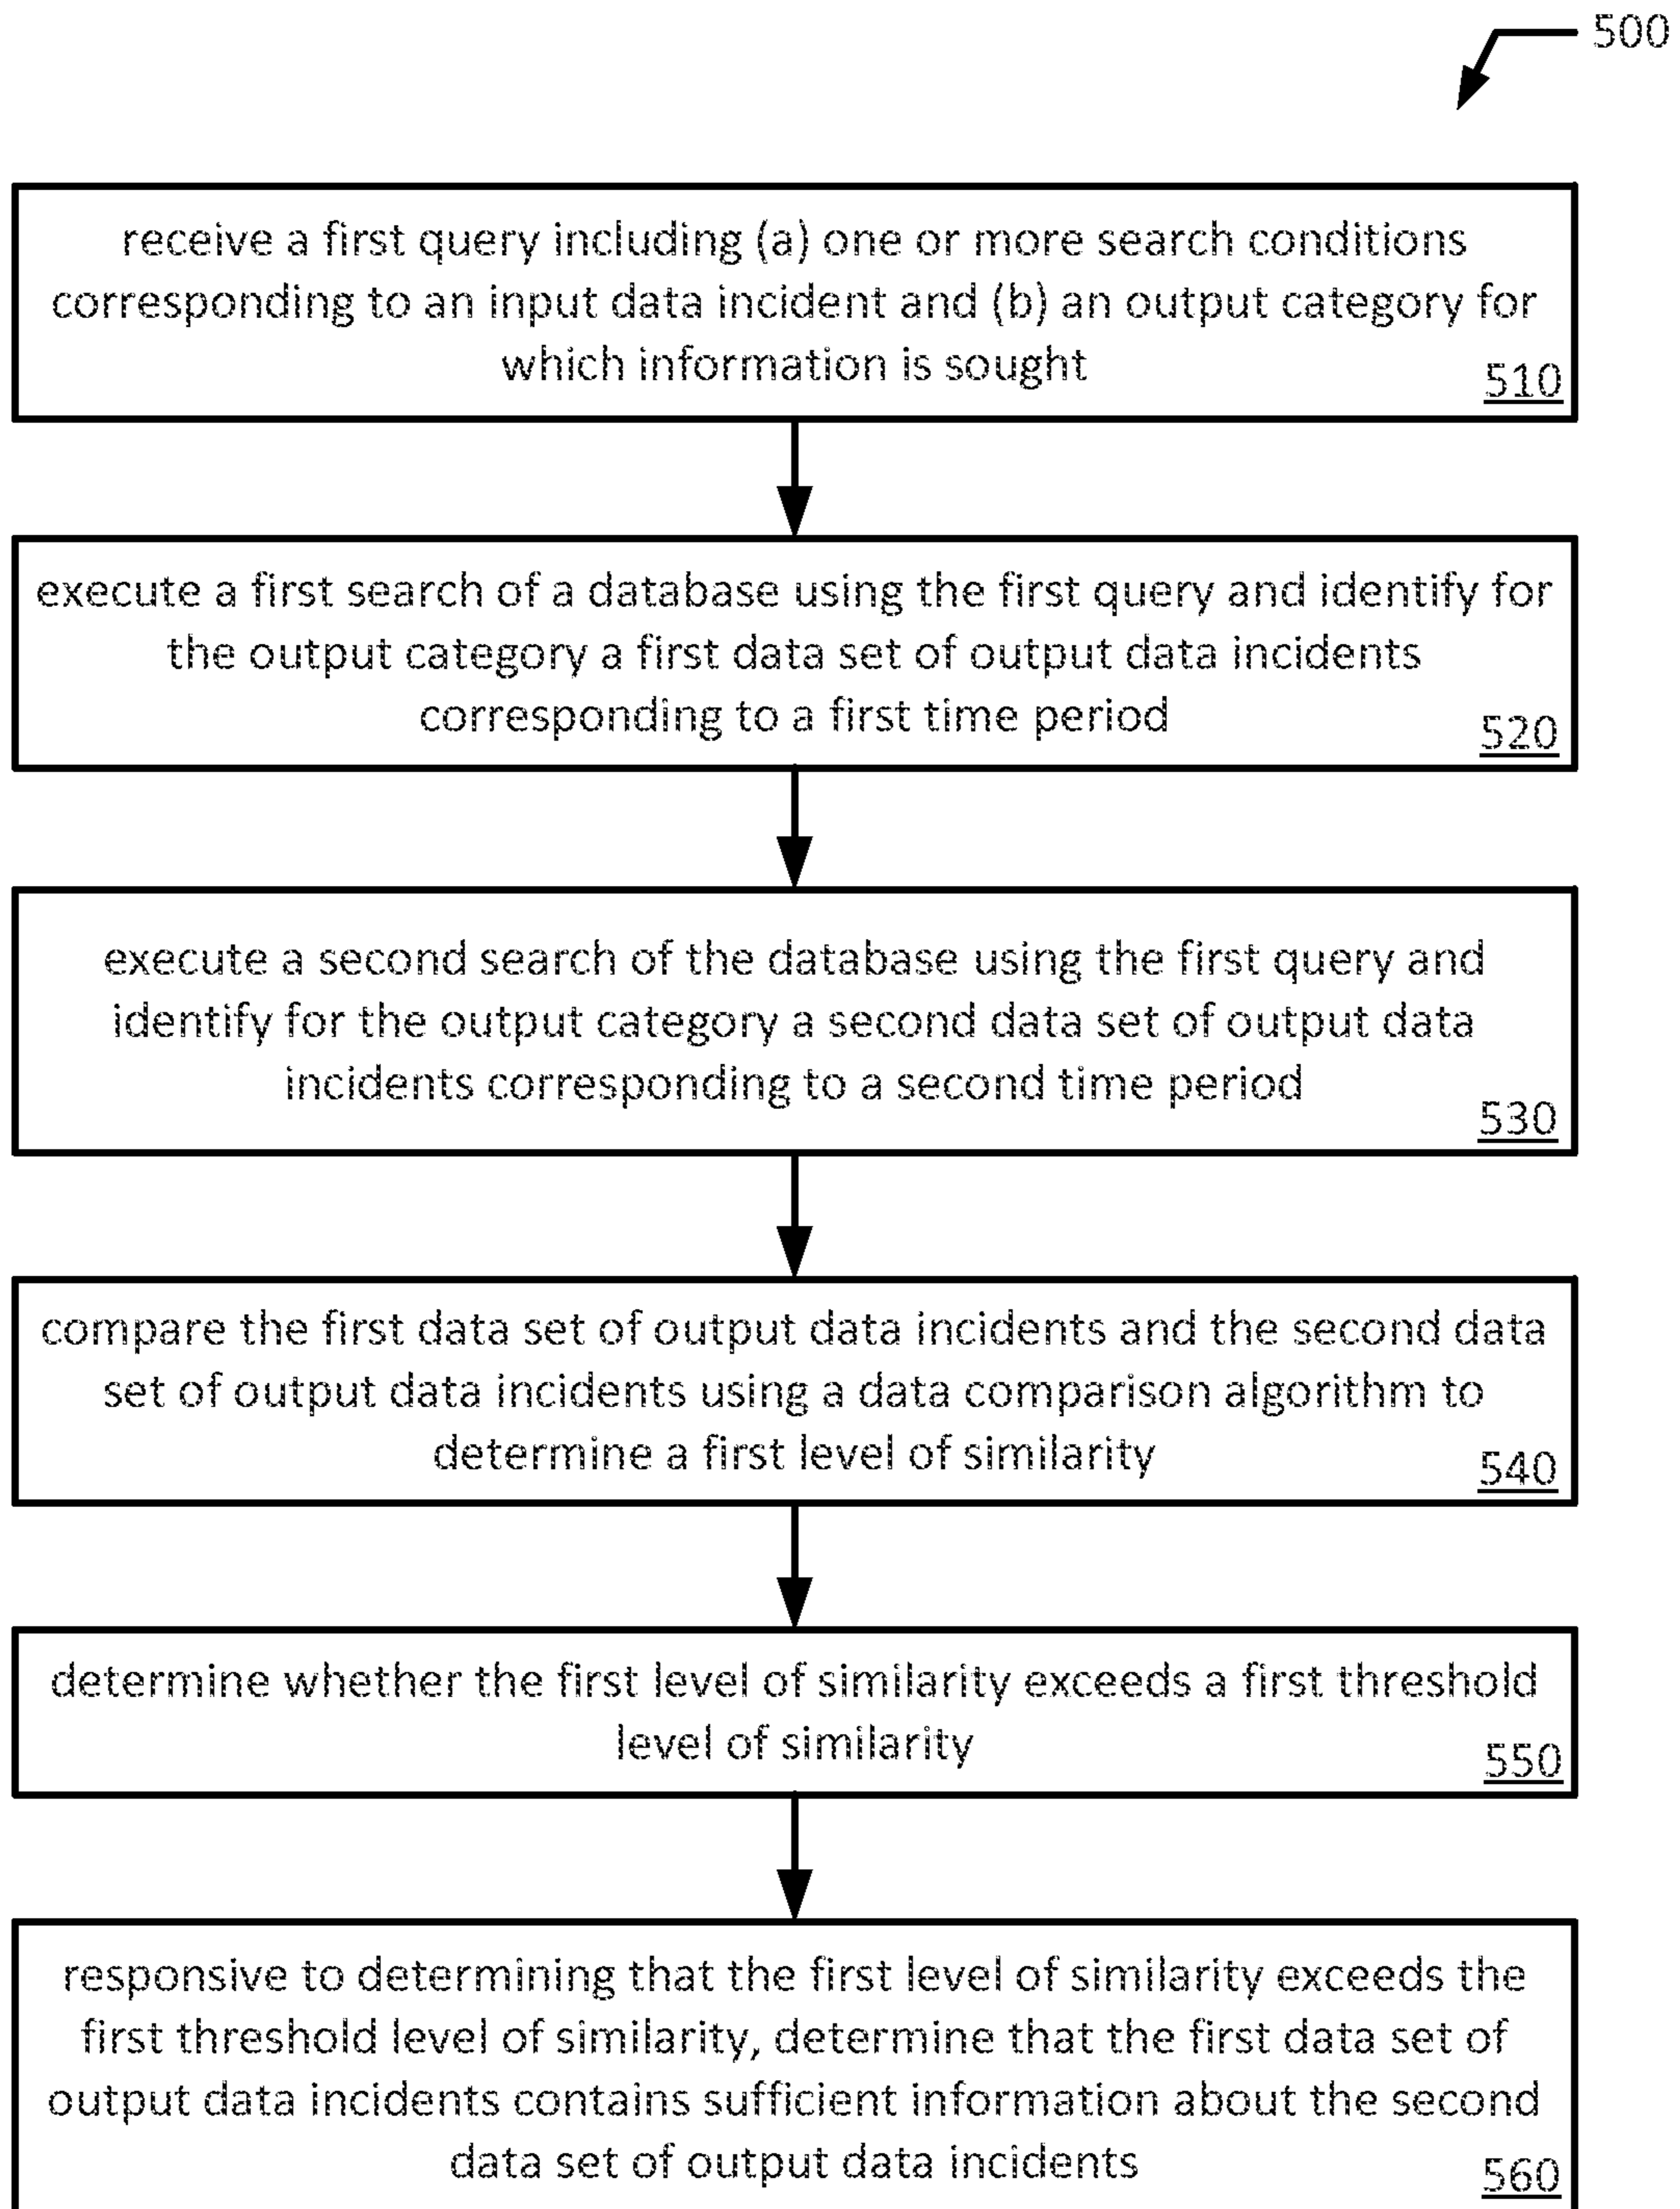 500
receive a first query including (a) one or more search conditions
corresponding to an input data incident and (b) an output category for
which information is sought
510
execute a first search of a database using the first query and identify for
the output category a first data set of output data incidents
corresponding to a first time period
520
execute a second search of the database using the first query and
identify for the output category a second data set of output data
incidents corresponding to a second time period
530
compare the first data set of output data incidents and the second data
set of output data incidents using a data comparison algorithm to
determine a first level of similarity
540
determine whether the first level of similarity exceeds a first threshold
level of similarity
550
responsive to determining that the first level of similarity exceeds the
first threshold level of similarity, determine that the first data set of
output data incidents contains sufficient information about the second
data set of output data incidents
560